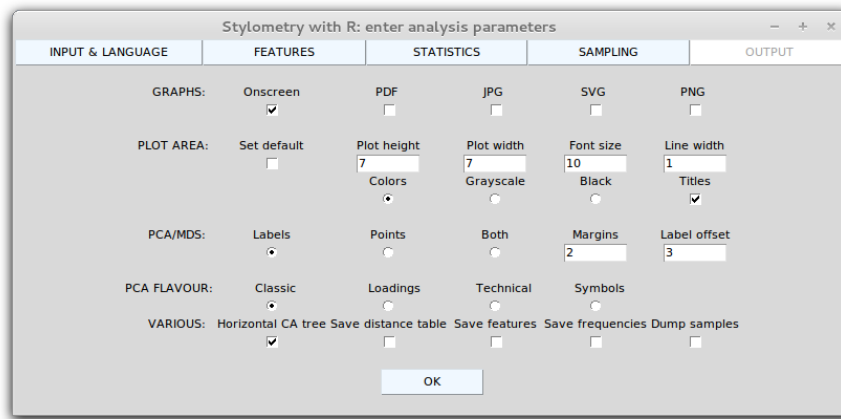 Stylometry with R: enter analysis parameters
INPUT & LANGUAGE FEATURES STATISTICS SAMPLING OUTPUT
GRAPHS: Onscreen PDF JPG SVG PNG
PLOT AREA: Set default Plot height Plot width Font size Line width
7 7 10 1
Colors Grayscale Black Titles
PCA/MDS: Labels Points Both Margins Label offset
2 3
PCA FLAVOUR: Classic Loadings Technical Symbols
VARIOUS: Horizontal CA tree Save distance table Save features Save frequencies Dump samples
OK